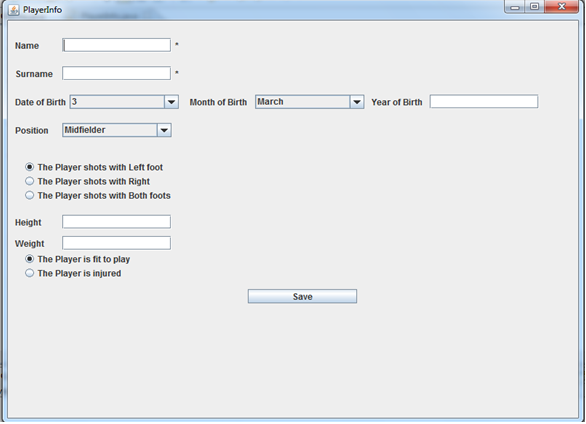 PlayerInfo
Name *
Surname *
Date of Birth 3 Month of Birth March Year of Birth
Position Midfielder
The Player shots with Left foot
The Player shots with Right
The Player shots with Both foots
Height
Weight
The Player is fit to play
The Player is injured
Save